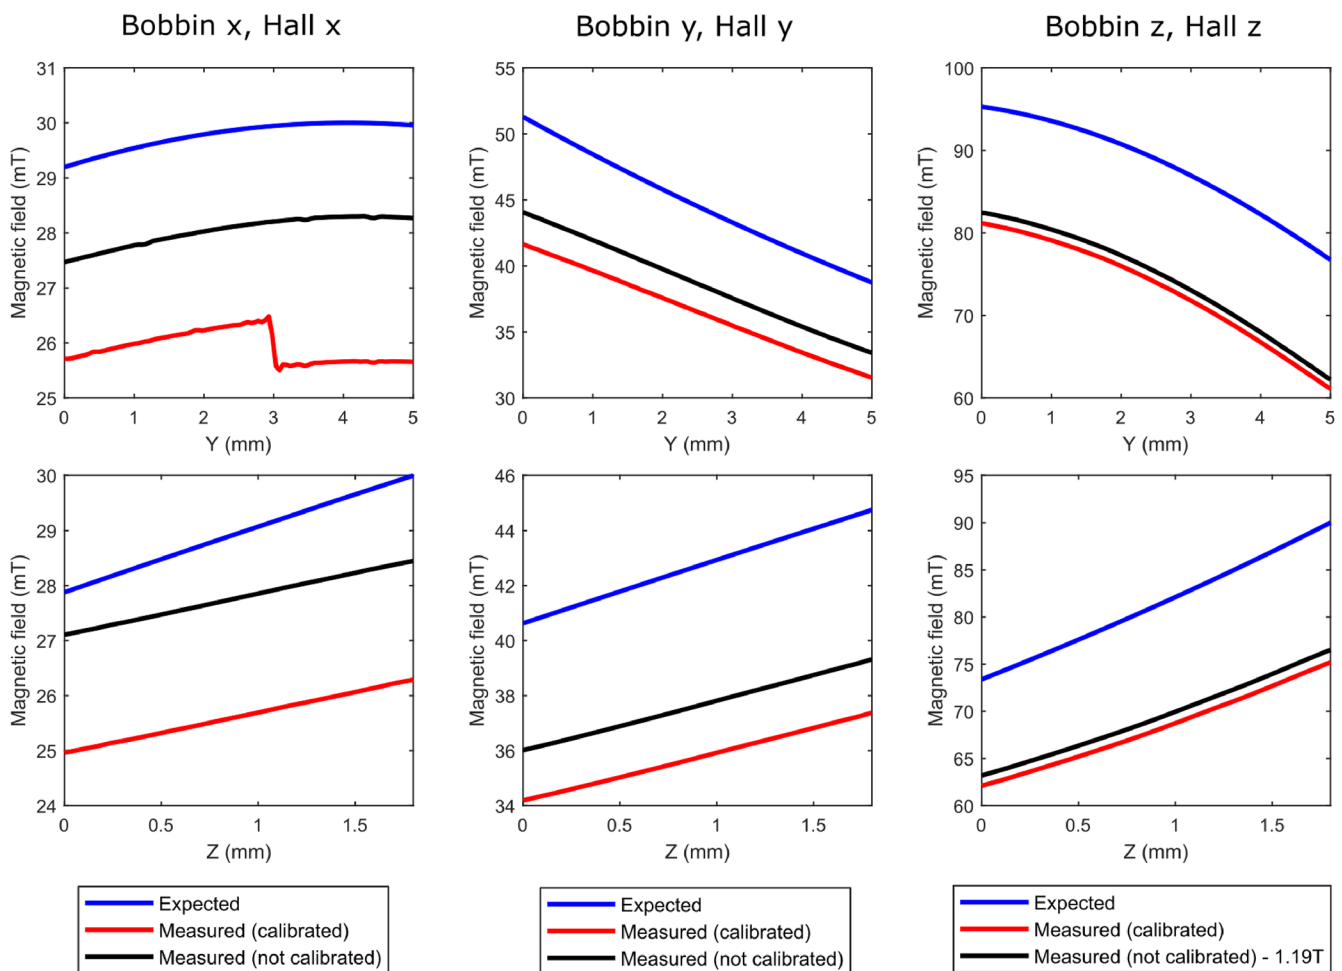 Bobbin x, Hall x
Bobbin y, Hall y
Bobbin z, Hall z
31
30
29
28
27
26
25
Magnetic field (mT)
0 1 2 3 4 5
Y (mm)
55
50
45
40
35
30
Magnetic field (mT)
0 1 2 3 4 5
Y (mm)
100
90
80
70
60
Magnetic field (mT)
0 1 2 3 4 5
Y (mm)
30
29
28
27
26
25
24
Magnetic field (mT)
0 0.5 1 1.5
Z (mm)
46
44
42
40
38
36
34
Magnetic field (mT)
0 0.5 1 1.5
Z (mm)
95
90
85
80
75
70
65
60
Magnetic field (mT)
0 0.5 1 1.5
Z (mm)
Expected
Measured (calibrated)
Measured (not calibrated)
Expected
Measured (calibrated)
Measured (not calibrated)
Expected
Measured (calibrated)
Measured (not calibrated) - 1.19T